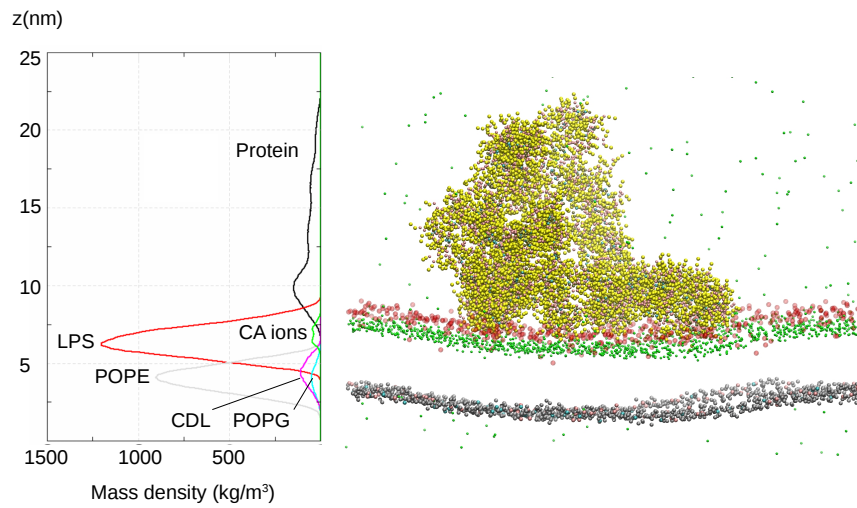 z(nm)
25
20
Protein
15
10
LPS
CA ions
5
POPE
CDL
POPG
1500 1000 500
Mass density (kg/m³)